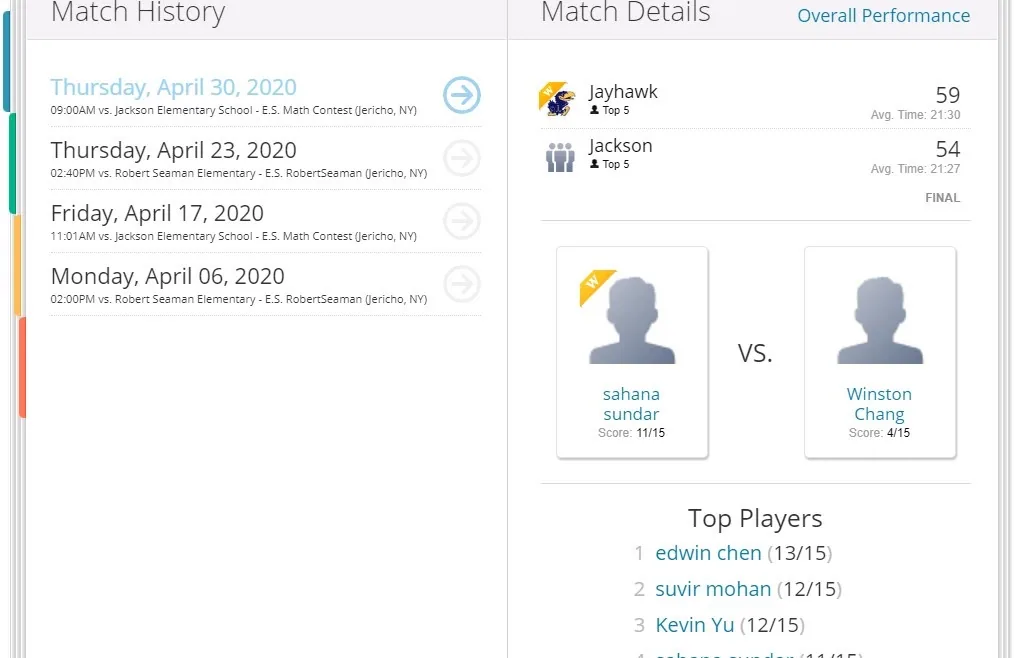 Match History
Thursday, April 30, 2020
09:00AM vs. Jackson Elementary School - E.S. Math Contest (Jericho, NY)
Thursday, April 23, 2020
02:40PM vs. Robert Seaman Elementary - E.S. RobertSeaman (Jericho, NY)
Friday, April 17, 2020
11:01AM vs. Jackson Elementary School - E.S. Math Contest (Jericho, NY)
Monday, April 06, 2020
02:00PM vs. Robert Seaman Elementary - E.S. RobertSeaman (Jericho, NY)
Match Details
Overall Performance
W
Jayhawk
59
Top 5
Avg. Time: 21:30
Jackson
54
Top 5
Avg. Time: 21:27
FINAL
W
sahana
sundar
Score: 11/15
VS.
Winston
Chang
Score: 4/15
Top Players
1 edwin chen (13/15)
2 suvir mohan (12/15)
3 Kevin Yu (12/15)
4 sahana sundar (11/15)